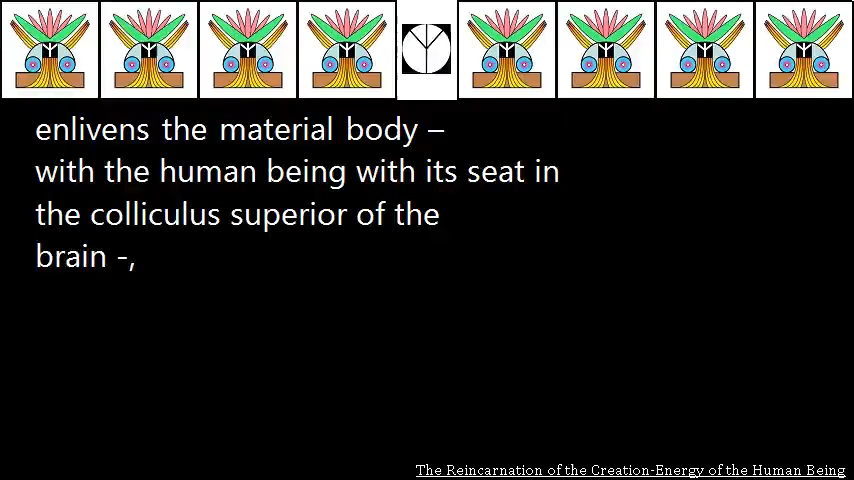 enlivens the material body –
with the human being with its seat in
the colliculus superior of the
brain -,
The Reincarnation of the Creation-Energy of the Human Being